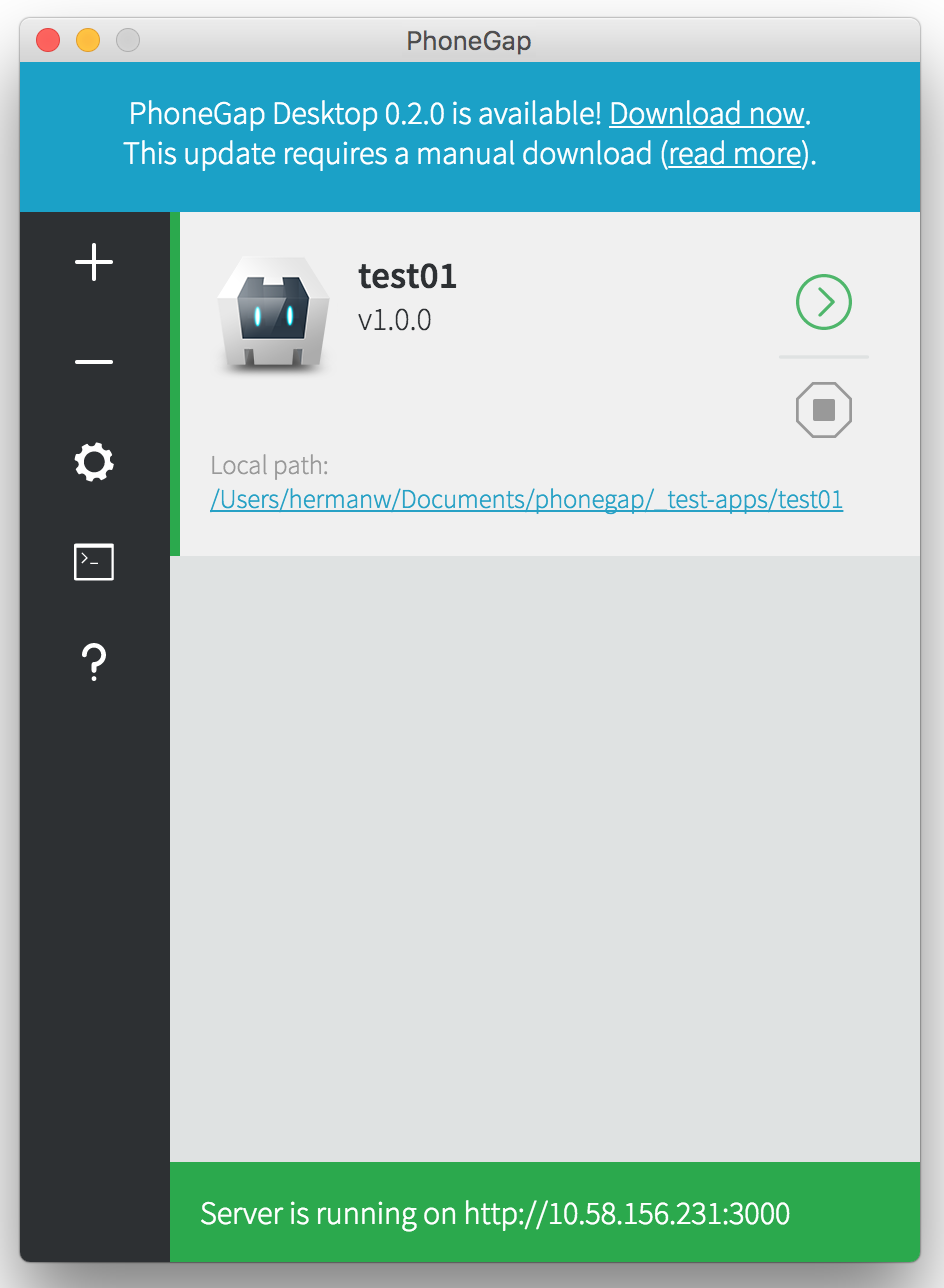 PhoneGap
PhoneGap Desktop 0.2.0 is available! Download now.
This update requires a manual download (read more).
test01
v1.0.0
Local path:
/Users/hermanw/Documents/phonegap/_test-apps/test01
Server is running on http://10.58.156.231:3000